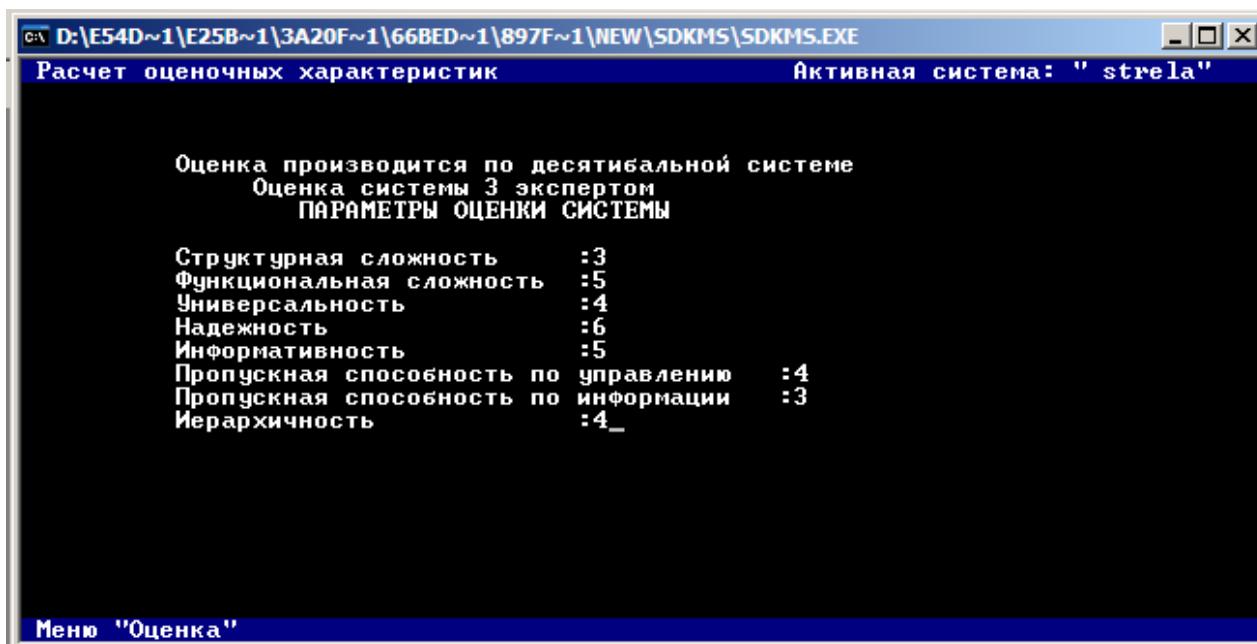 D:\E54D~1\E25B~1\3A20F~1\66BED~1\897F~1\NEW\SDKMS\SDKMS.EXE
Расчет оценочных характеристик Активная система: " strela"
Оценка производится по десятибальной системе
Оценка системы 3 экспертом
ПАРАМЕТРЫ ОЦЕНКИ СИСТЕМЫ
Структурная сложность :3
Функциональная сложность :5
Универсальность :4
Надежность :6
Информативность :5
Пропускная способность по управлению :4
Пропускная способность по информации :3
Иерархичность :4_
Меню "Оценка"